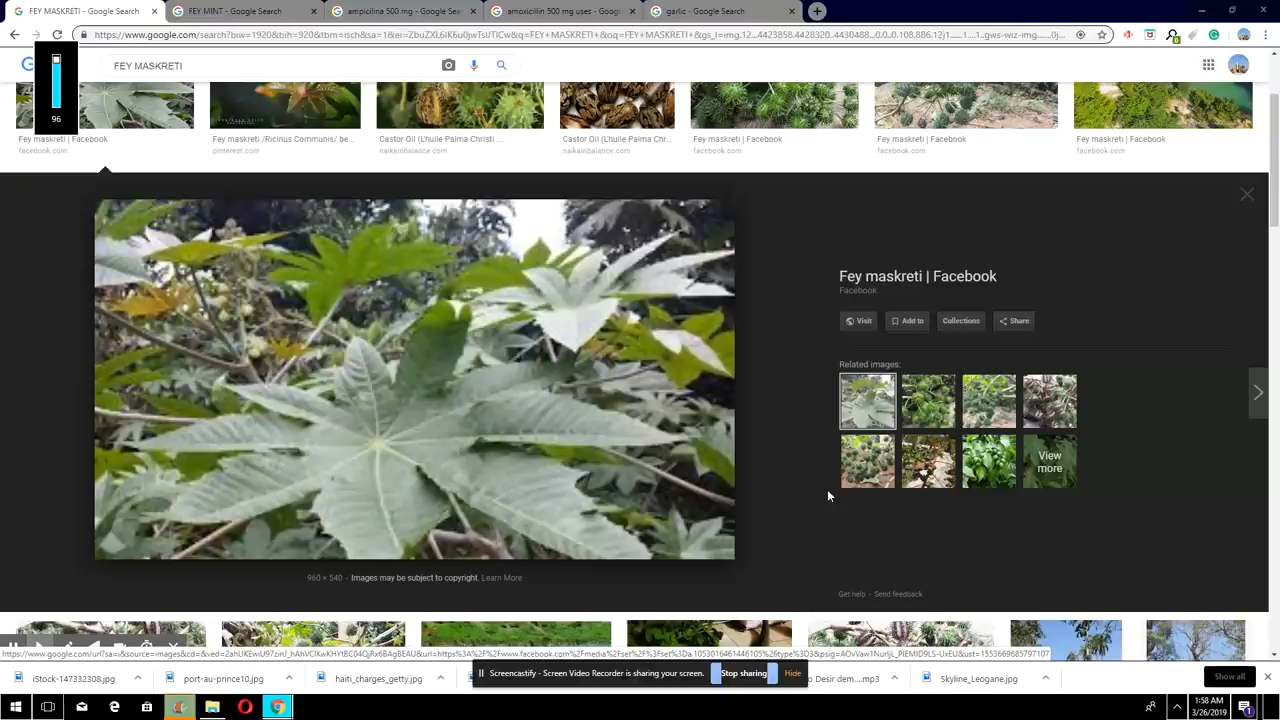 FEY MASKRETI - Google Search
FEY MINT - Google Search
ampicilina 500 mg - Google Sea
amoxicillin 500 mg uses - Google
garlic - Google Search
FEY MASKRETI
96
Fey maskreti | Facebook
facebook.com
Fey maskreti /Ricinus Communis/ be...
pinterest.com
Castor Oil (L'huile Palma Christi ...
naikainbalance.com
Castor Oil (L'huile Palma Chr...
naikainbalance.com
Fey maskreti | Facebook
facebook.com
Fey maskreti | Facebook
facebook.com
Fey maskreti | Facebook
facebook.com
Fey maskreti | Facebook
Facebook
Visit
Add to
Collections
Share
Related images:
View
more
960 × 540 - Images may be subject to copyright. Learn More
Get help - Send feedback
Screencastify - Screen Video Recorder is sharing your screen.
Stop sharing
Hide
iStock-147332308.jpg
port-au-prince10.jpg
haiti_charges_getty.jpg
o Desir dem....mp3
Skyline_Leogane.jpg
Show all
1:58 AM
3/26/2019
1